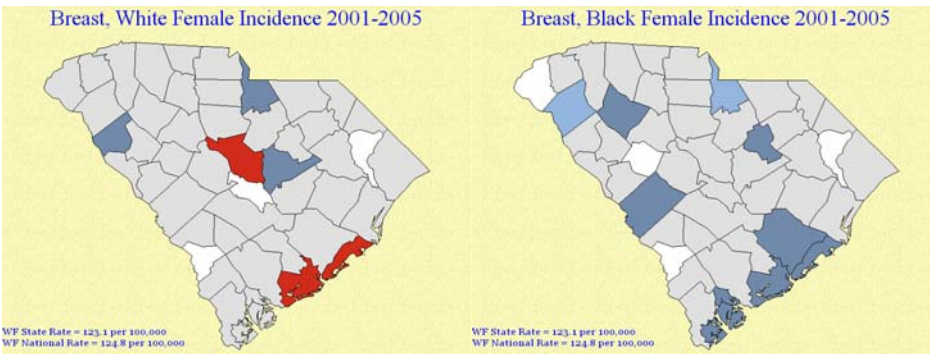 Breast, White Female Incidence 2001-2005
WF State Rate = 123.1 per 100,000
WF National Rate = 124.8 per 100,000
Breast, Black Female Incidence 2001-2005
WF State Rate = 123.1 per 100,000
WF National Rate = 124.8 per 100,000